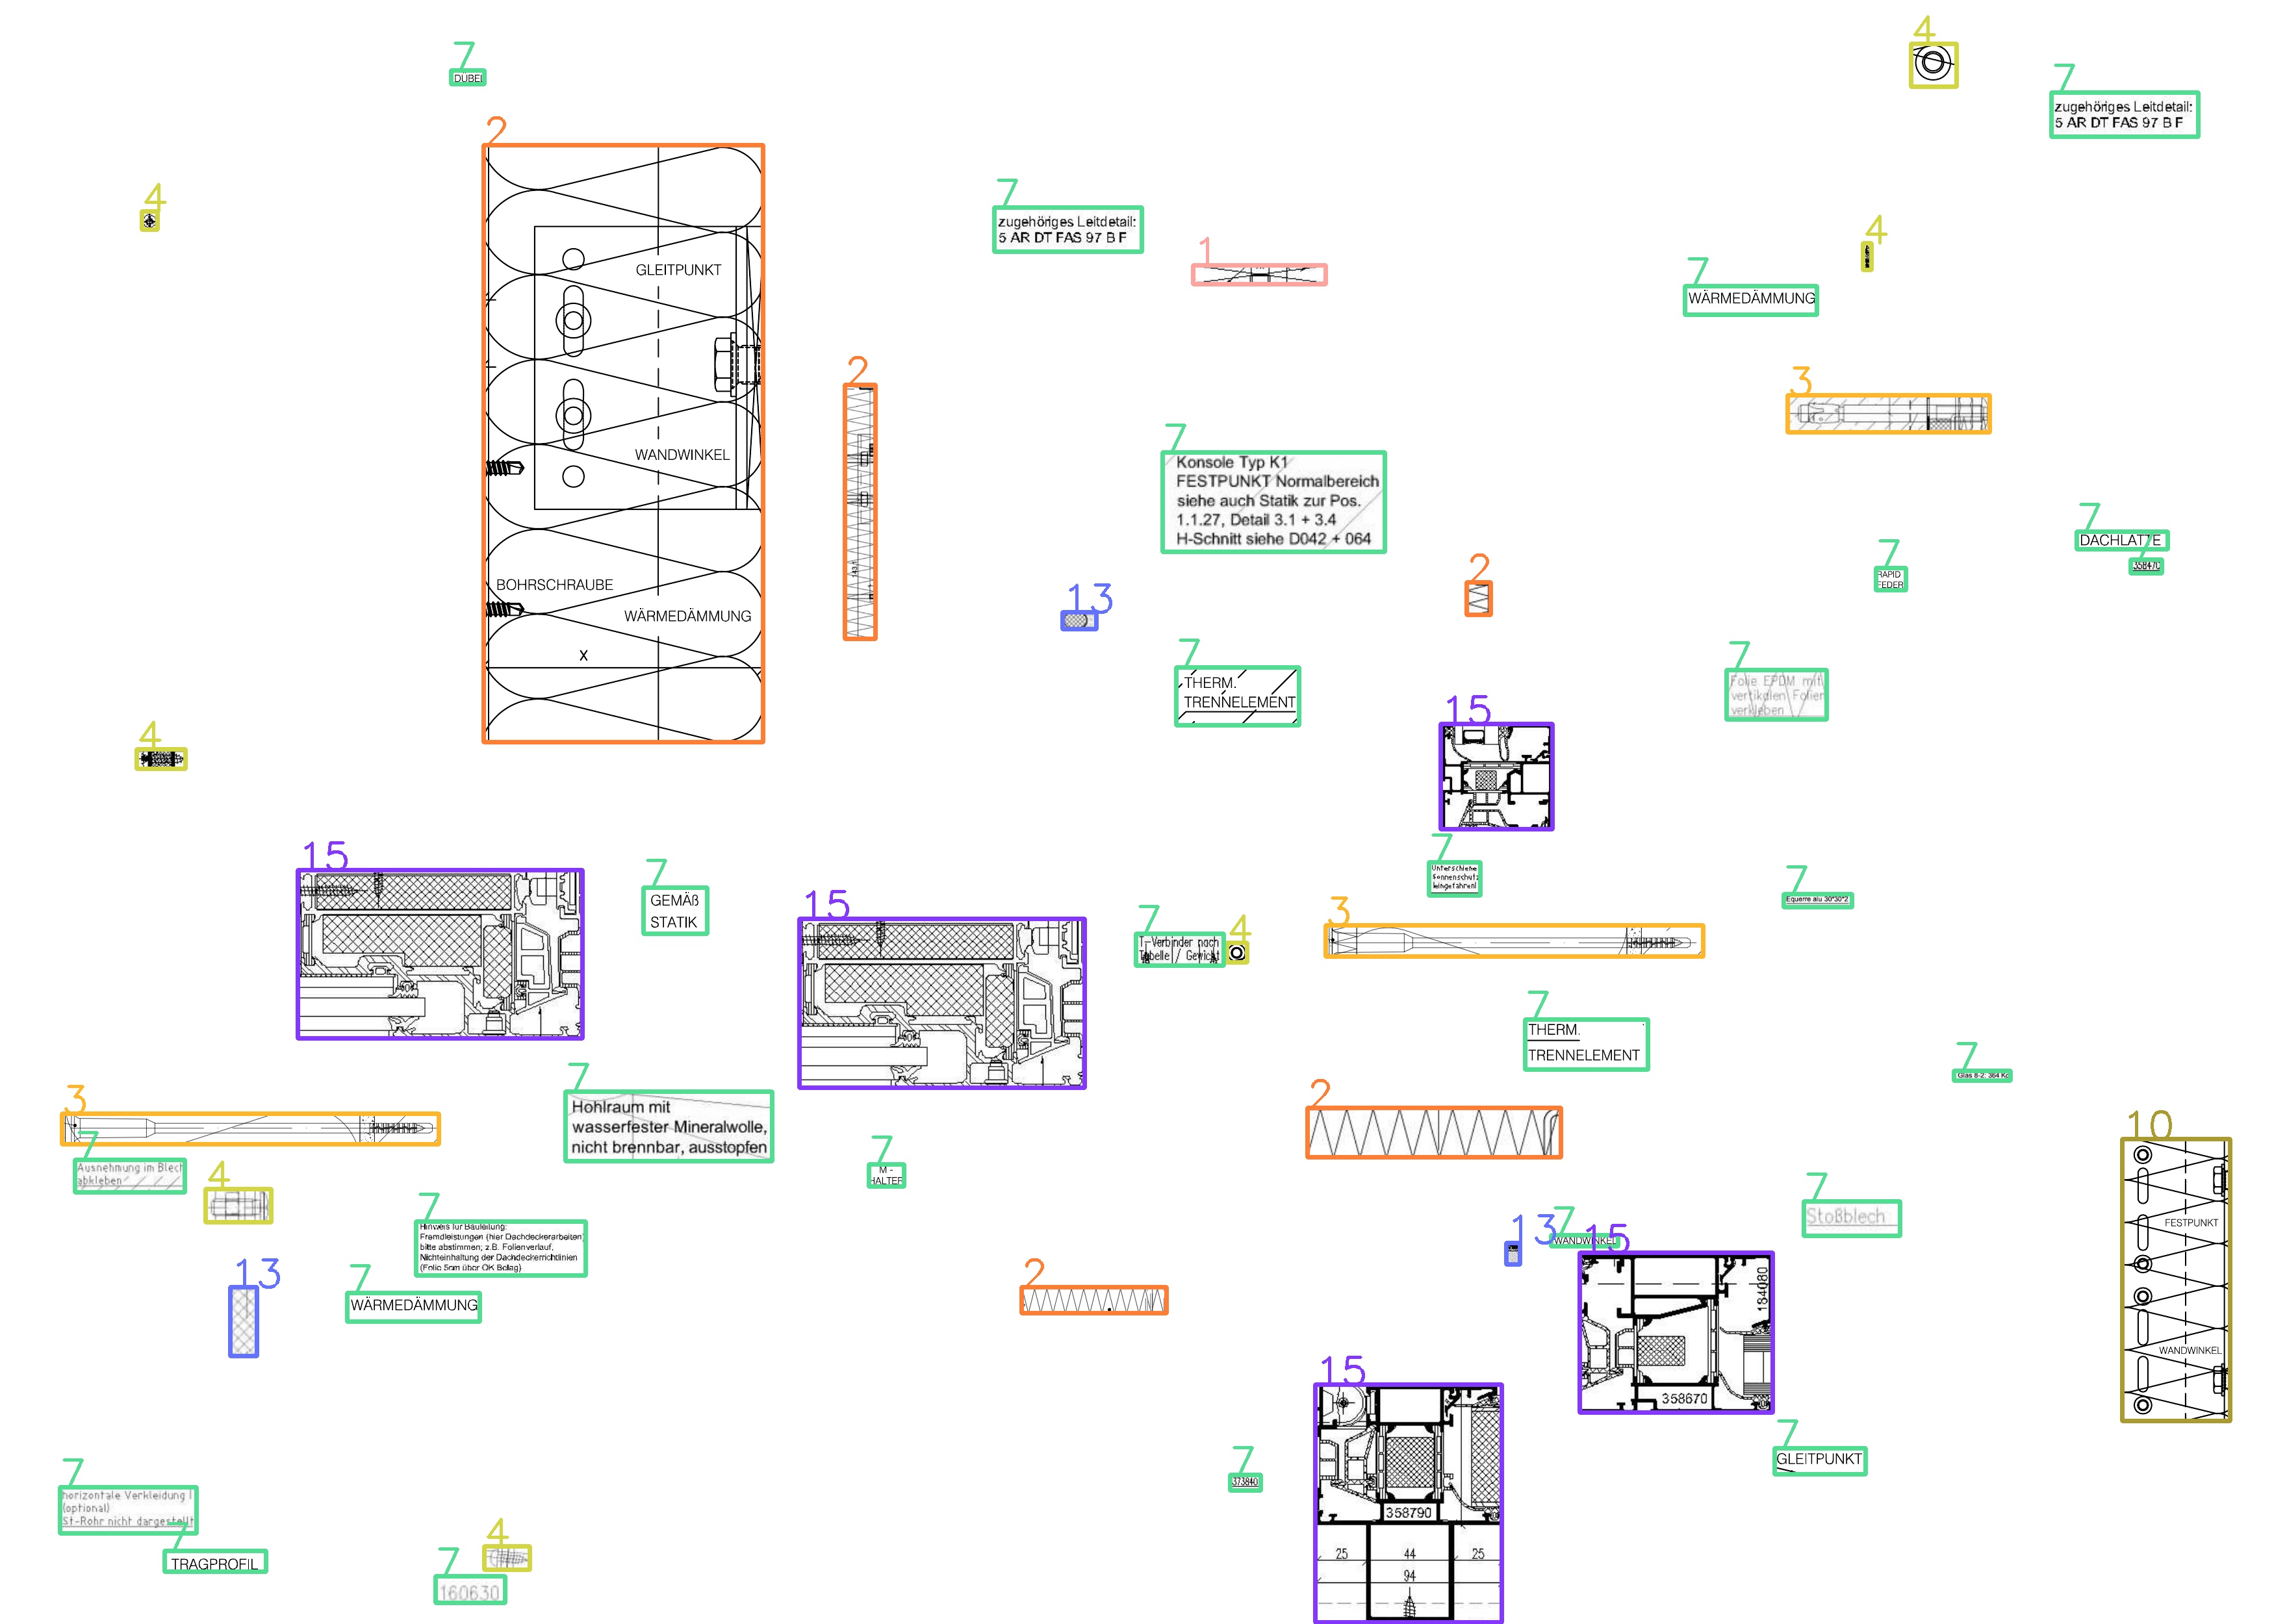 4
7
DÜBEL
7
zugehöriges Leitdetail:
5 AR DT FAS 97 B F
2
4
7
zugehöriges Leitdetail:
5 AR DT FAS 97 B F
4
1
7
WÄRMEDÄMMUNG
GLEITPUNKT
2
3
7
Konsole Typ K1
FESTPUNKT Normalbereich
siehe auch Statik zur Pos.
1.1.27, Detail 3.1 + 3.4
H-Schnitt siehe D042 + 064
WANDWINKEL
7
DACHLATTE
7
358470
7
RAPID
FEDER
2
13
BOHRSCHRAUBE
WÄRMEDÄMMUNG
X
7
THERM.
TRENNELEMENT
7
Folie EPDM mit
vertikalen Folien
verkleben
15
4
15
7
GEMÄß
STATIK
15
7
T-Verbinder nach
Tabelle / Gewicht
4
7
Unterschiene
Sonnenschutz
eingefahren!
3
7
Equerre alu 30*30*2
7
THERM.
TRENNELEMENT
7
Glas 8-2: 364 KG
3
7
Hohlraum mit
wasserfester Mineralwolle,
nicht brennbar, ausstopfen
2
10
FESTPUNKT
WANDWINKEL
7
Ausnehmung im Blech
abkleben
4
7
M -
HALTER
7
Stoßblech
7
Hinweis für Bauleitung:
Fremdleistungen (hier Dachdeckerarbeiten)
bitte abstimmen; z.B. Folienverlauf,
Nichteinhaltung der Dachdeckerrichtlinien
(Folie 5cm über OK Belag)
13
7
WANDWINKEL
15
184080
358670
13
7
WÄRMEDÄMMUNG
2
15
358790
25 44 25
94
7
GLEITPUNKT
7
373840
7
horizontale Verkleidung
(optional)
St-Rohr nicht dargestellt
7
TRAGPROFIL
4
7
160630